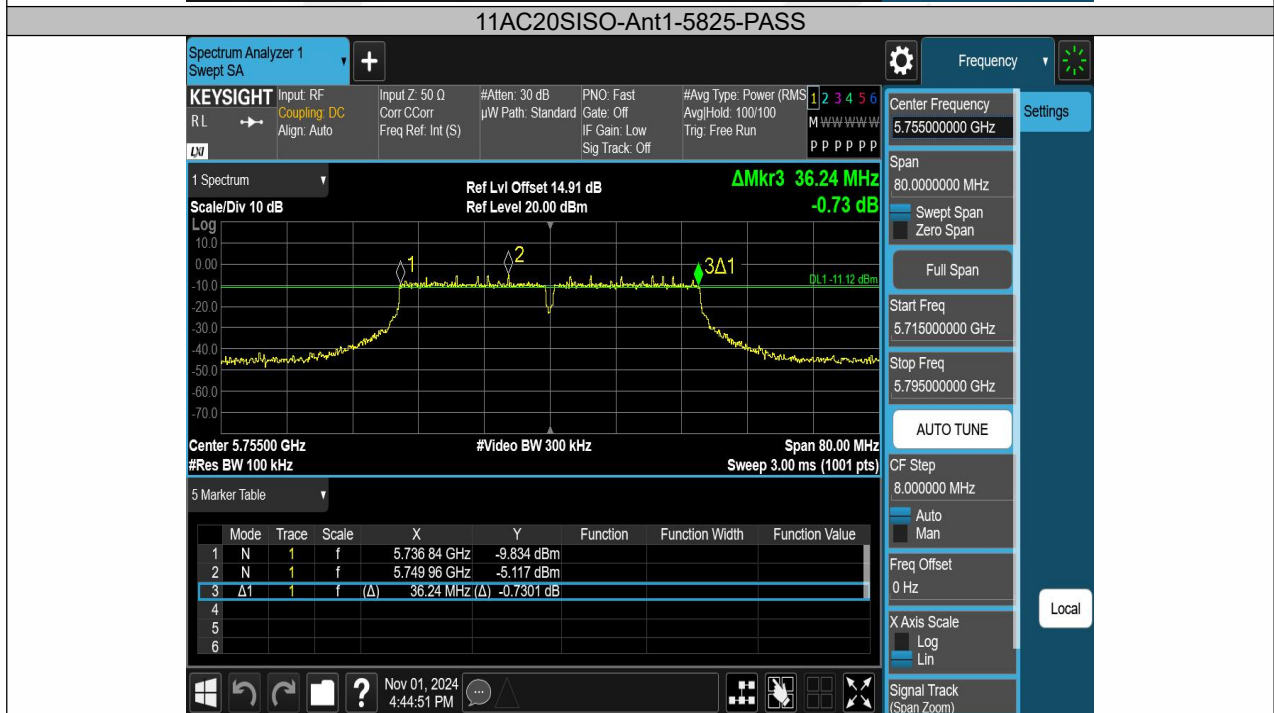 11AC20SISO-Ant1-5825-PASS
Spectrum Analyzer 1
Swept SA
Frequency
KEYSIGHT
RL
LXI
Input: RF
Coupling: DC
Align: Auto
Input Z: 50 Ω
Corr CCorr
Freq Ref: Int (S)
#Atten: 30 dB
µW Path: Standard
PNO: Fast
Gate: Off
IF Gain: Low
Sig Track: Off
#Avg Type: Power (RMS
Avg|Hold: 100/100
Trig: Free Run
1 2 3 4 5 6
M W W W W W
P P P P P P
Center Frequency
5.755000000 GHz
Settings
Span
80.0000000 MHz
Swept Span
Zero Span
Full Span
Start Freq
5.715000000 GHz
Stop Freq
5.795000000 GHz
AUTO TUNE
CF Step
8.000000 MHz
Auto
Man
Freq Offset
0 Hz
X Axis Scale
Log
Lin
Signal Track
(Span Zoom)
Local
1 Spectrum
Scale/Div 10 dB
Log
Ref Lvl Offset 14.91 dB
Ref Level 20.00 dBm
ΔMkr3 36.24 MHz
-0.73 dB
10.0
0.00
-10.0
-20.0
-30.0
-40.0
-50.0
-60.0
-70.0
1
2
3Δ1
DL1 -11.12 dBm
Center 5.75500 GHz
#Video BW 300 kHz
Span 80.00 MHz
#Res BW 100 kHz
Sweep 3.00 ms (1001 pts)
5 Marker Table
Mode Trace Scale X Y Function Function Width Function Value
1 N 1 f 5.736 84 GHz -9.834 dBm
2 N 1 f 5.749 96 GHz -5.117 dBm
3 Δ1 1 f (Δ) 36.24 MHz (Δ) -0.7301 dB
4
5
6
?
Nov 01, 2024
4:44:51 PM